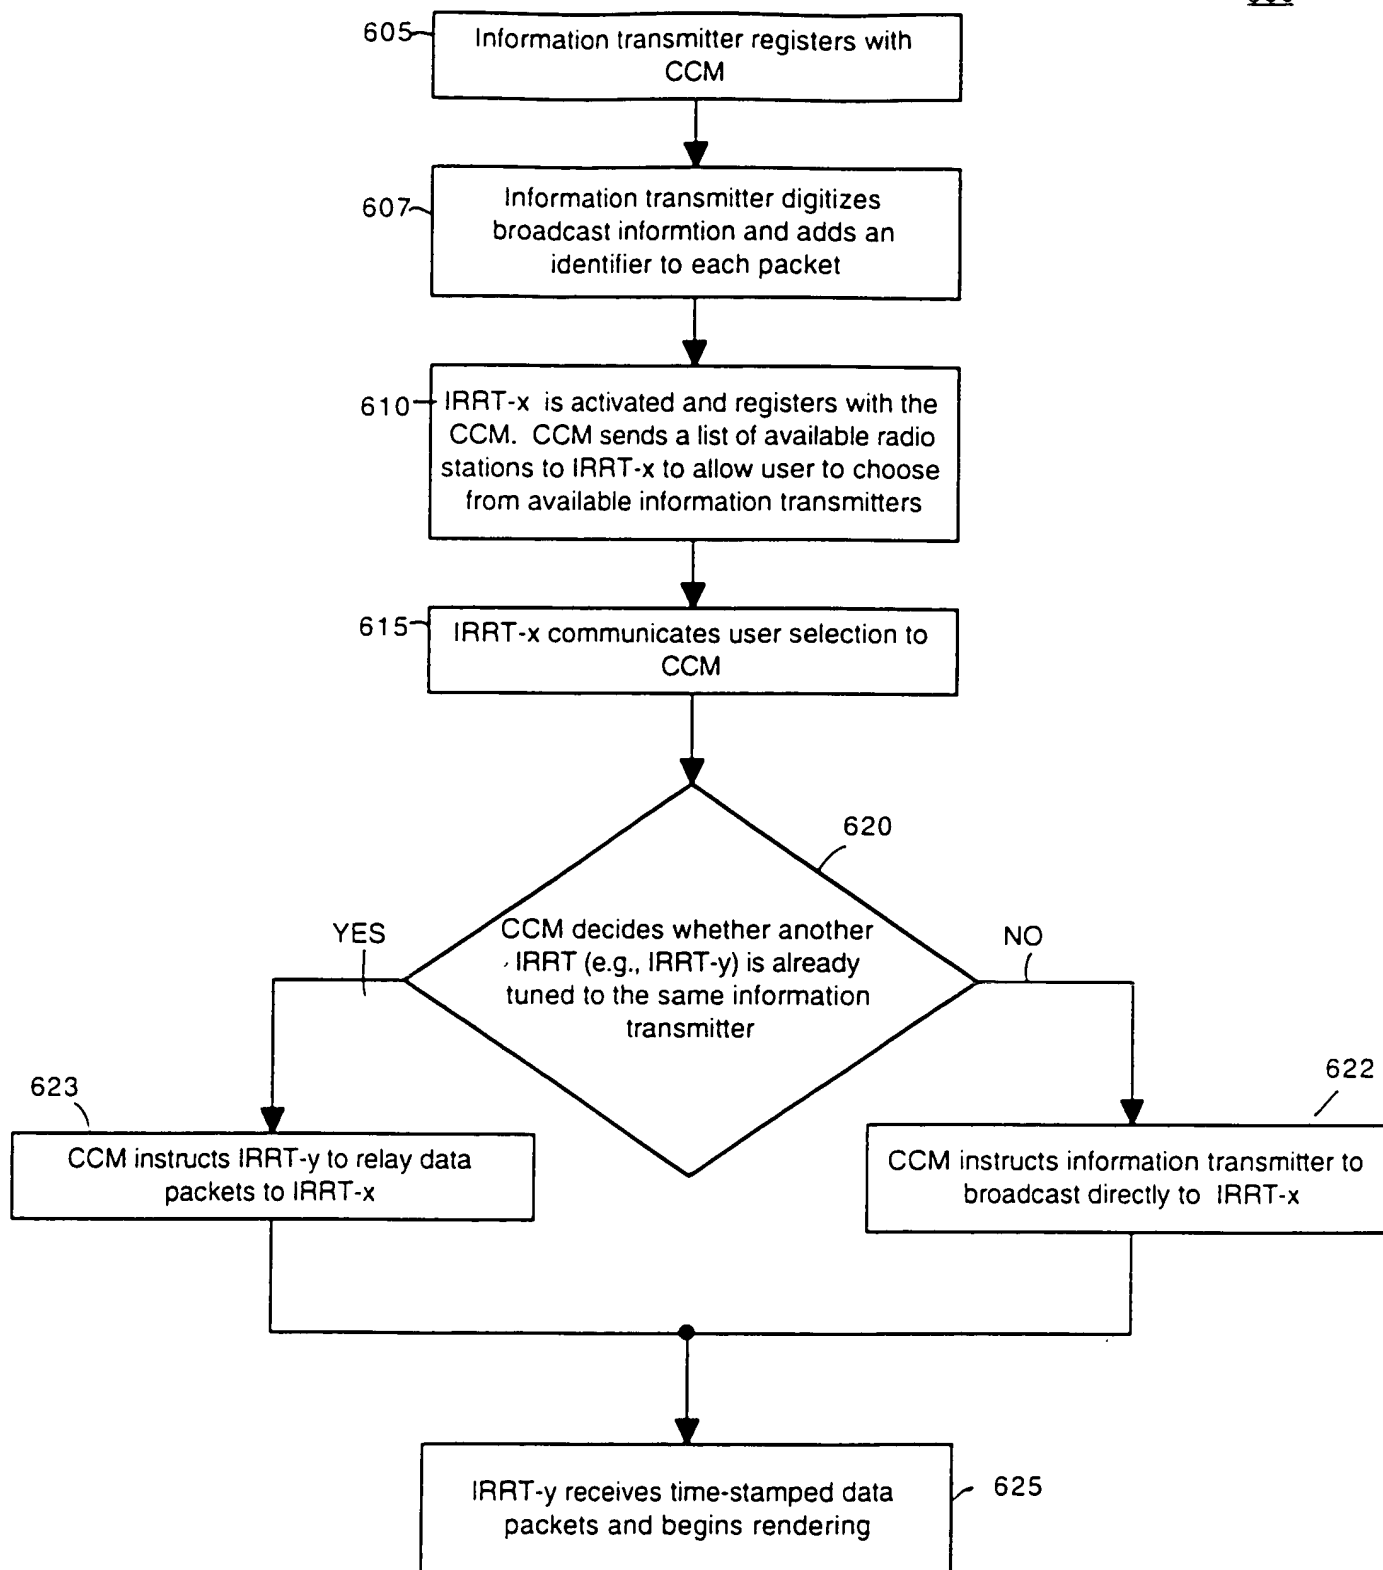 605
Information transmitter registers with
CCM
607
Information transmitter digitizes
broadcast informtion and adds an
identifier to each packet
610
IRRT-x is activated and registers with the
CCM. CCM sends a list of available radio
stations to IRRT-x to allow user to choose
from available information transmitters
615
IRRT-x communicates user selection to
CCM
620
CCM decides whether another
IRRT (e.g., IRRT-y) is already
tuned to the same information
transmitter
YES
NO
623
CCM instructs IRRT-y to relay data
packets to IRRT-x
622
CCM instructs information transmitter to
broadcast directly to IRRT-x
IRRT-y receives time-stamped data
packets and begins rendering
625